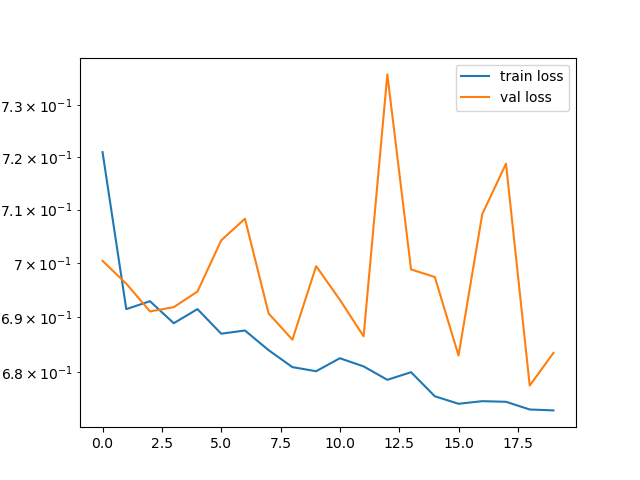 train loss
val loss
7.3 × 10⁻¹
7.2 × 10⁻¹
7.1 × 10⁻¹
7 × 10⁻¹
6.9 × 10⁻¹
6.8 × 10⁻¹
0.0 2.5 5.0 7.5 10.0 12.5 15.0 17.5